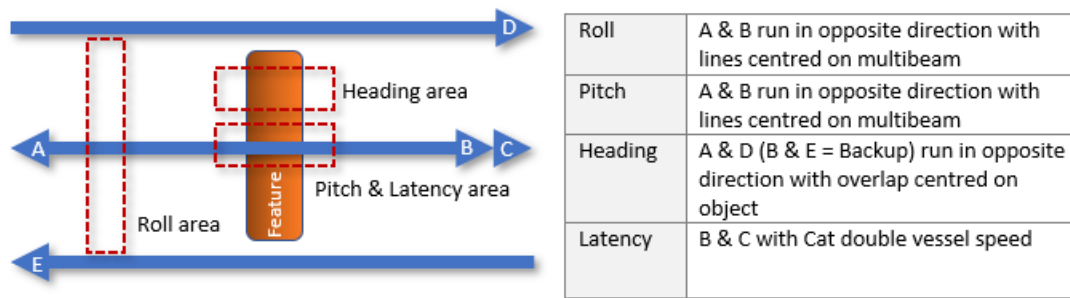 D
Heading area
A
B
C
Pitch & Latency area
Feature
Roll area
E
Roll
A & B run in opposite direction with
lines centred on multibeam
Pitch
A & B run in opposite direction with
lines centred on multibeam
Heading
A & D (B & E = Backup) run in opposite
direction with overlap centred on
object
Latency
B & C with Cat double vessel speed